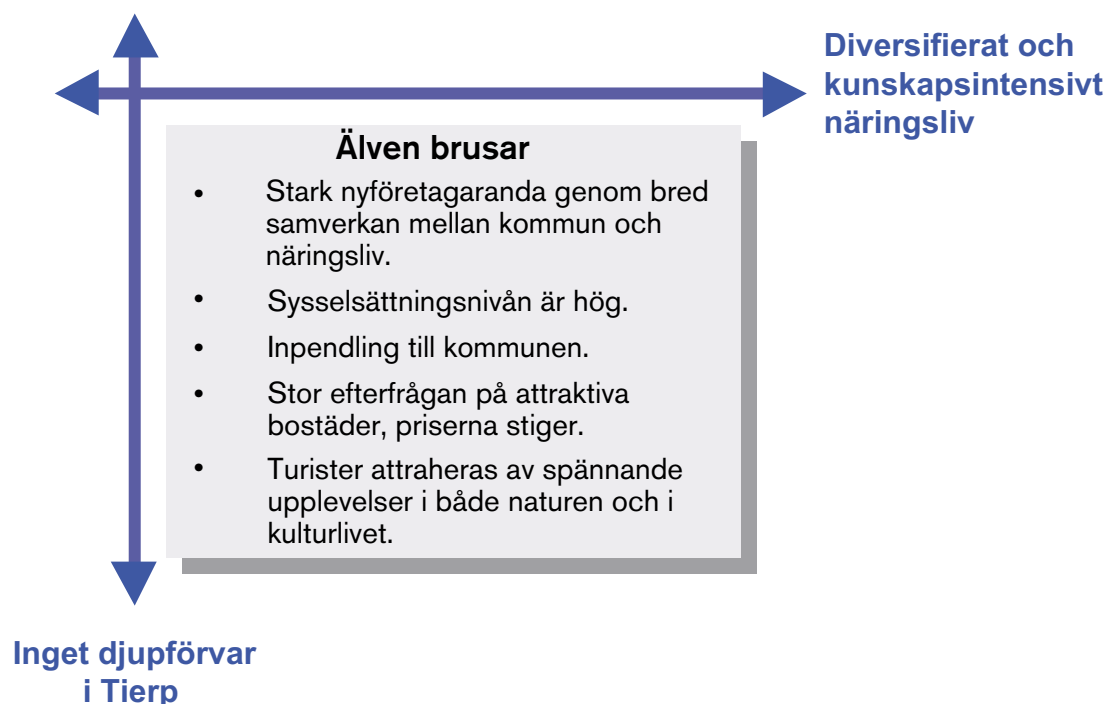 Diversifierat och
kunskapsintensivt
näringsliv
Älven brusar
• Stark nyföretagaranda genom bred
samverkan mellan kommun och
näringsliv.
• Sysselsättningsnivån är hög.
• Inpendling till kommunen.
• Stor efterfrågan på attraktiva
bostäder, priserna stiger.
• Turister attraheras av spännande
upplevelser i både naturen och i
kulturlivet.
Inget djupförvar
i Tierp